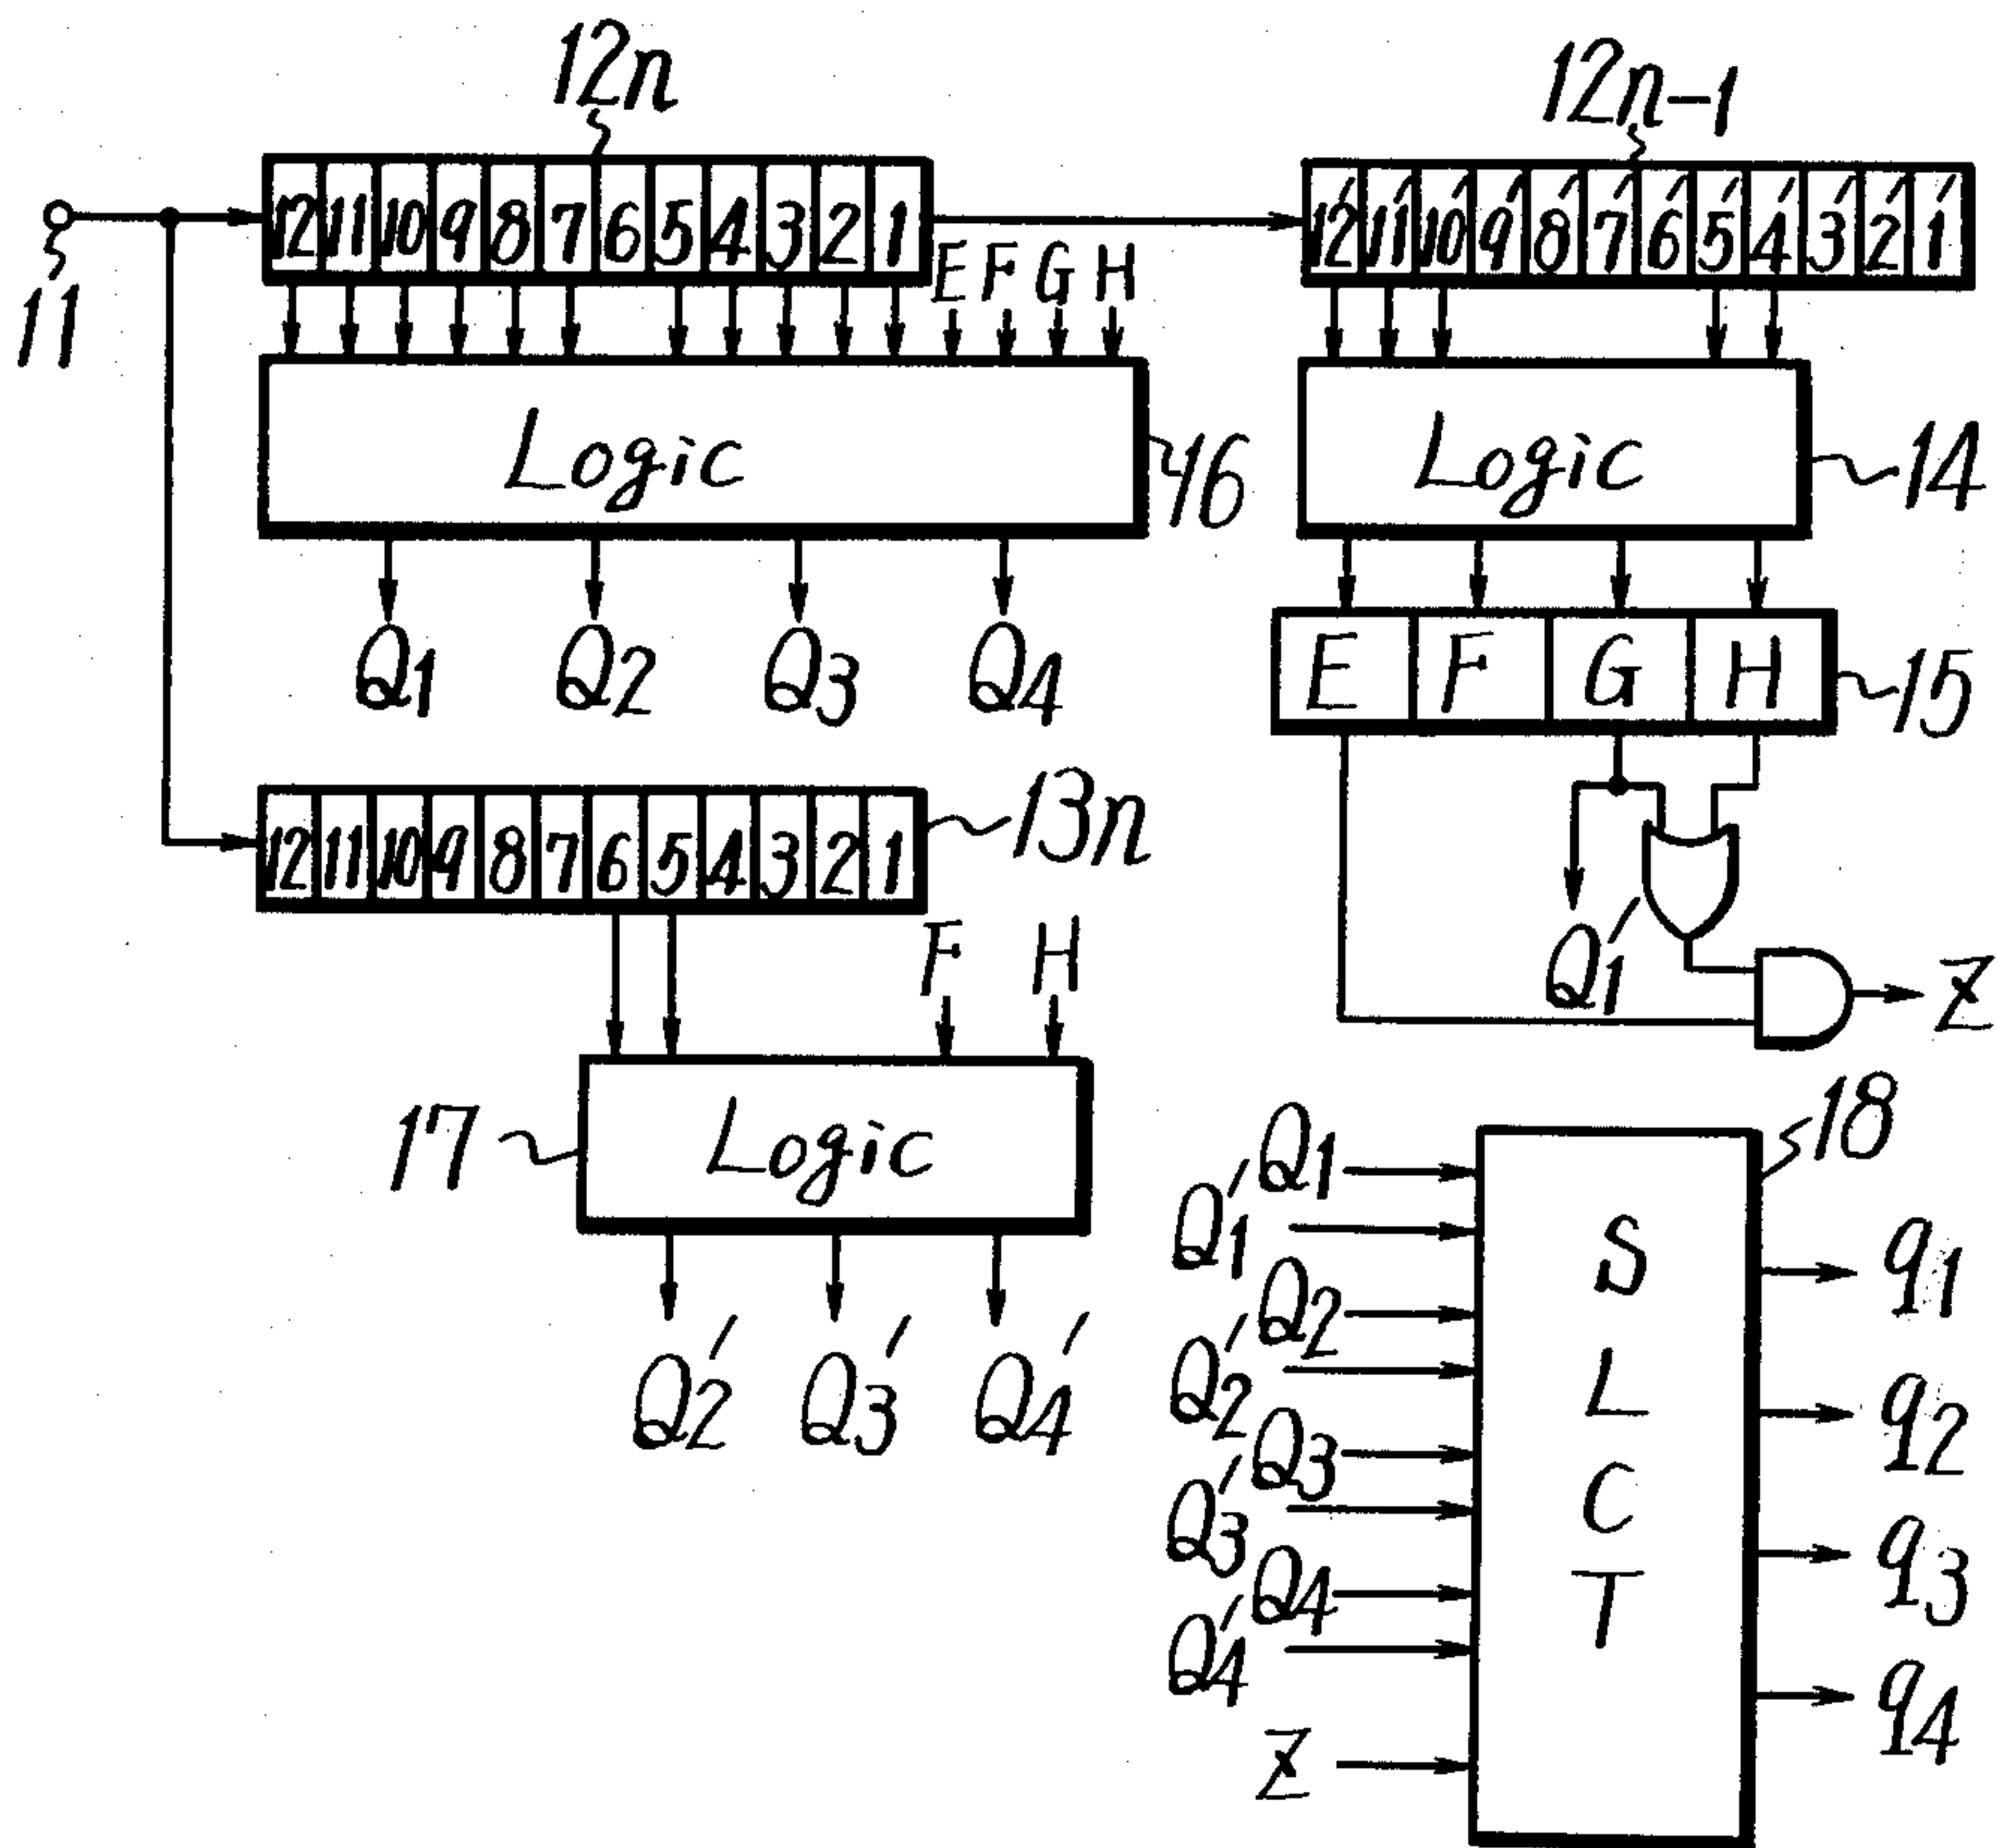 12n
12n-1
12 11 10 9 8 7 6 5 4 3 2 1
12' 11' 10' 9' 8' 7' 6' 5' 4' 3' 2' 1'
E F G H
11
Logic
16
Logic
14
Q1 Q2 Q3 Q4
E F G H
15
13n
12 11 10 9 8 7 6 5 4 3 2 1
F H
Q1'
Z
17
Logic
Q2' Q3' Q4'
18
Q1
Q1'
Q2
Q2'
Q3
Q3'
Q4
Q4'
Z
S
L
C
T
q1
q2
q3
q4